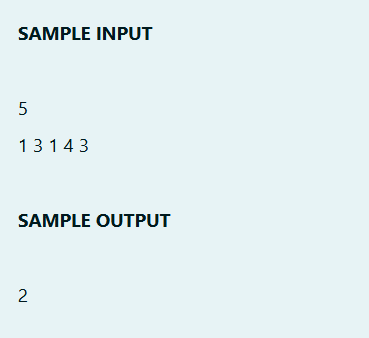 SAMPLE INPUT
5
1 3 1 4 3
SAMPLE OUTPUT
2